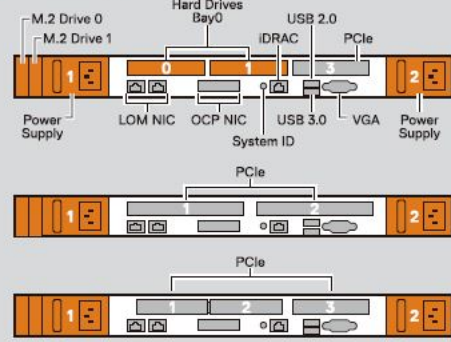 M.2 Drive 0
M.2 Drive 1
Hard Drives
Bay0
iDRAC
USB 2.0
PCIe
1
0
1
3
2
Power
Supply
LOM NIC
OCP NIC
System ID
USB 3.0
VGA
Power
Supply
PCIe
1
1
2
2
PCIe
1
1
2
3
2